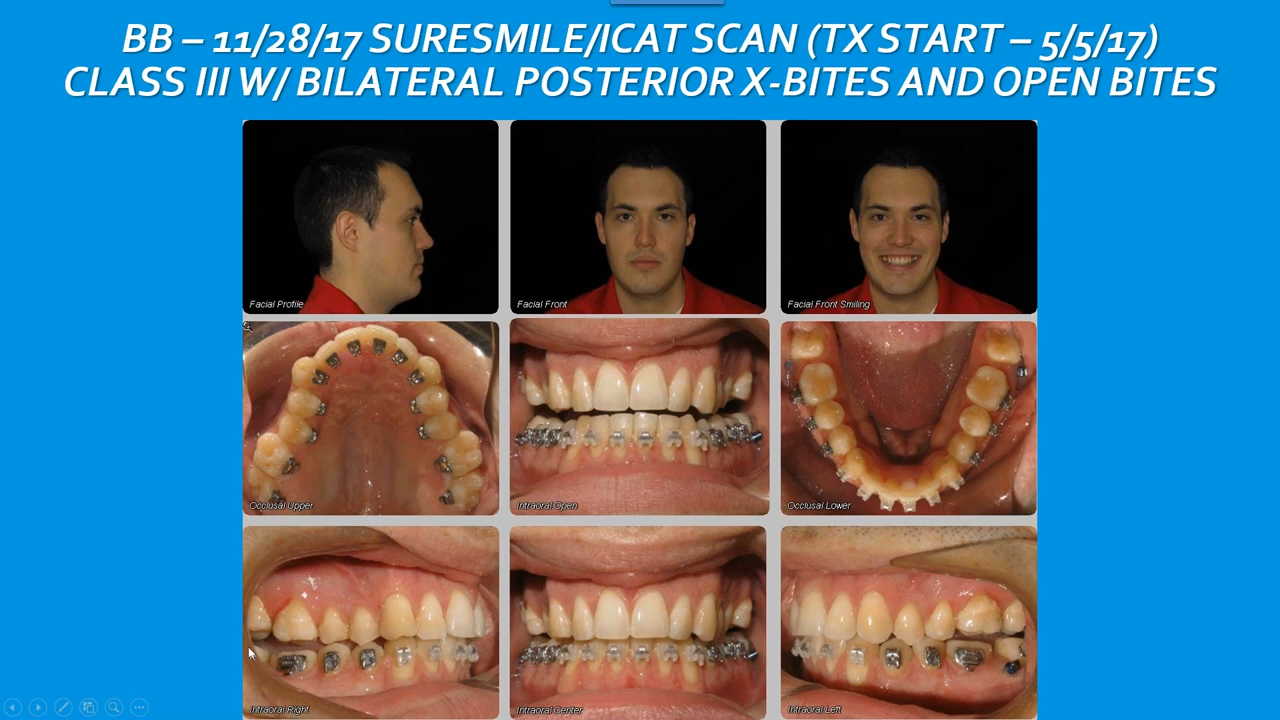 BB – 11/28/17 SURESMILE/ICAT SCAN (TX START – 5/5/17)
CLASS III W/ BILATERAL POSTERIOR X-BITES AND OPEN BITES
Facial Profile
Facial Front
Facial Front Smiling
Occlusal Upper
Intraoral Open
Occlusal Lower
Intraoral Right
Intraoral Center
Intraoral Left